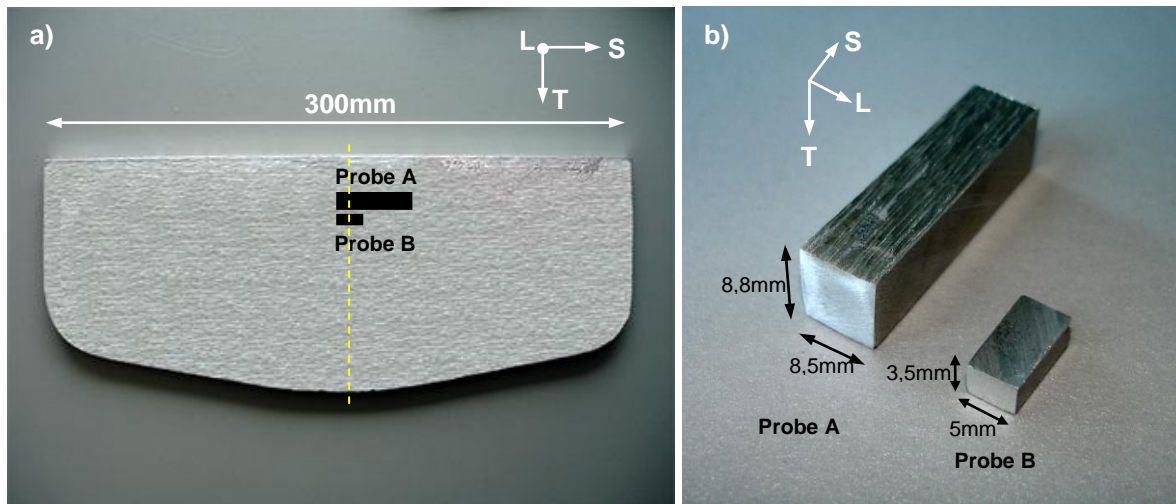 a)
L
S
T
300mm
Probe A
Probe B
b)
S
L
T
8,8mm
8,5mm
3,5mm
5mm
Probe A
Probe B